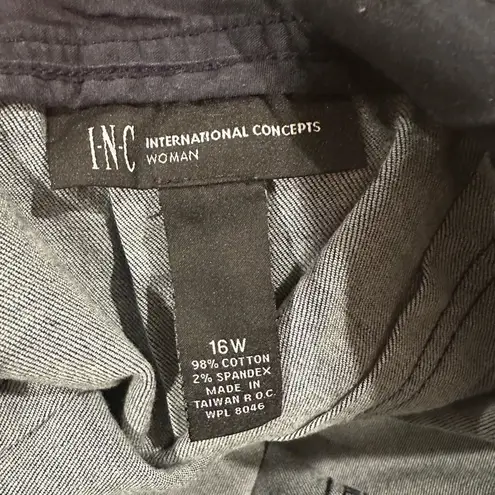 I·N·C INTERNATIONAL CONCEPTS
WOMAN
16W
98% COTTON
2% SPANDEX
MADE IN
TAIWAN R.O.C.
WPL 8046